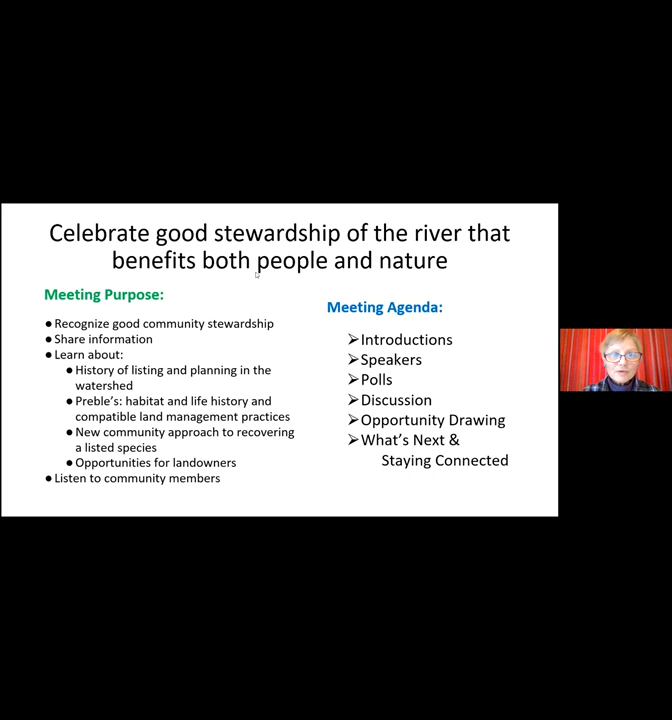 Celebrate good stewardship of the river that
benefits both people and nature
Meeting Purpose:
● Recognize good community stewardship
● Share information
● Learn about:
● History of listing and planning in the
watershed
● Preble's: habitat and life history and
compatible land management practices
● New community approach to recovering
a listed species
● Opportunities for landowners
● Listen to community members
Meeting Agenda:
➢Introductions
➢Speakers
➢Polls
➢Discussion
➢Opportunity Drawing
➢What's Next &
Staying Connected